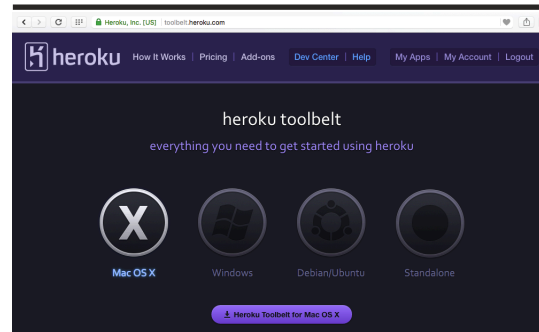 Heroku, Inc. [US] toolbelt.heroku.com
heroku How It Works | Pricing | Add-ons Dev Center | Help My Apps | My Account | Logout
heroku toolbelt
everything you need to get started using heroku
X
Mac OS X Windows Debian/Ubuntu Standalone
Heroku Toolbelt for Mac OS X